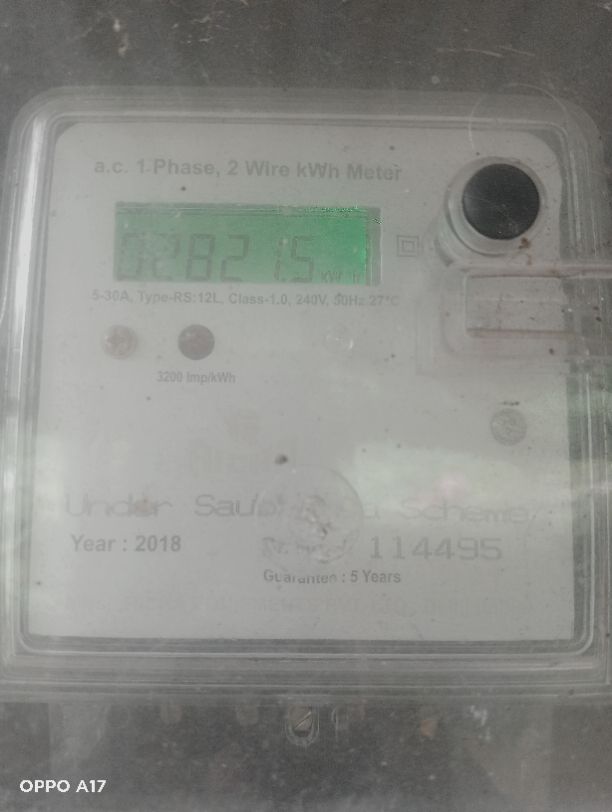 a.c. 1 Phase, 2 Wire kWh Meter
02821.5 kWh
5-30A, Type-RS:12L, Class-1.0, 240V, 50Hz 27°C
3200 Imp/kWh
Under Scheme
Year : 2018
114495
Guarantee : 5 Years
OPPO A17